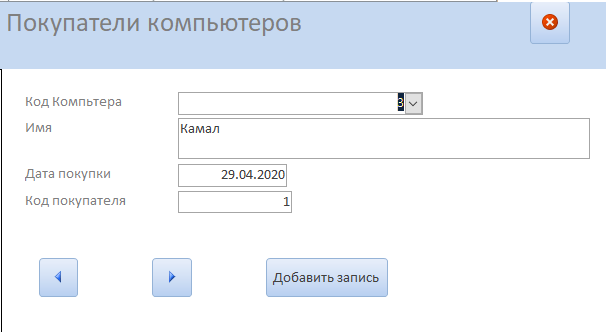 Покупатели компьютеров
Код Компьтера 3
Имя Камал
Дата покупки 29.04.2020
Код покупателя 1
Добавить запись